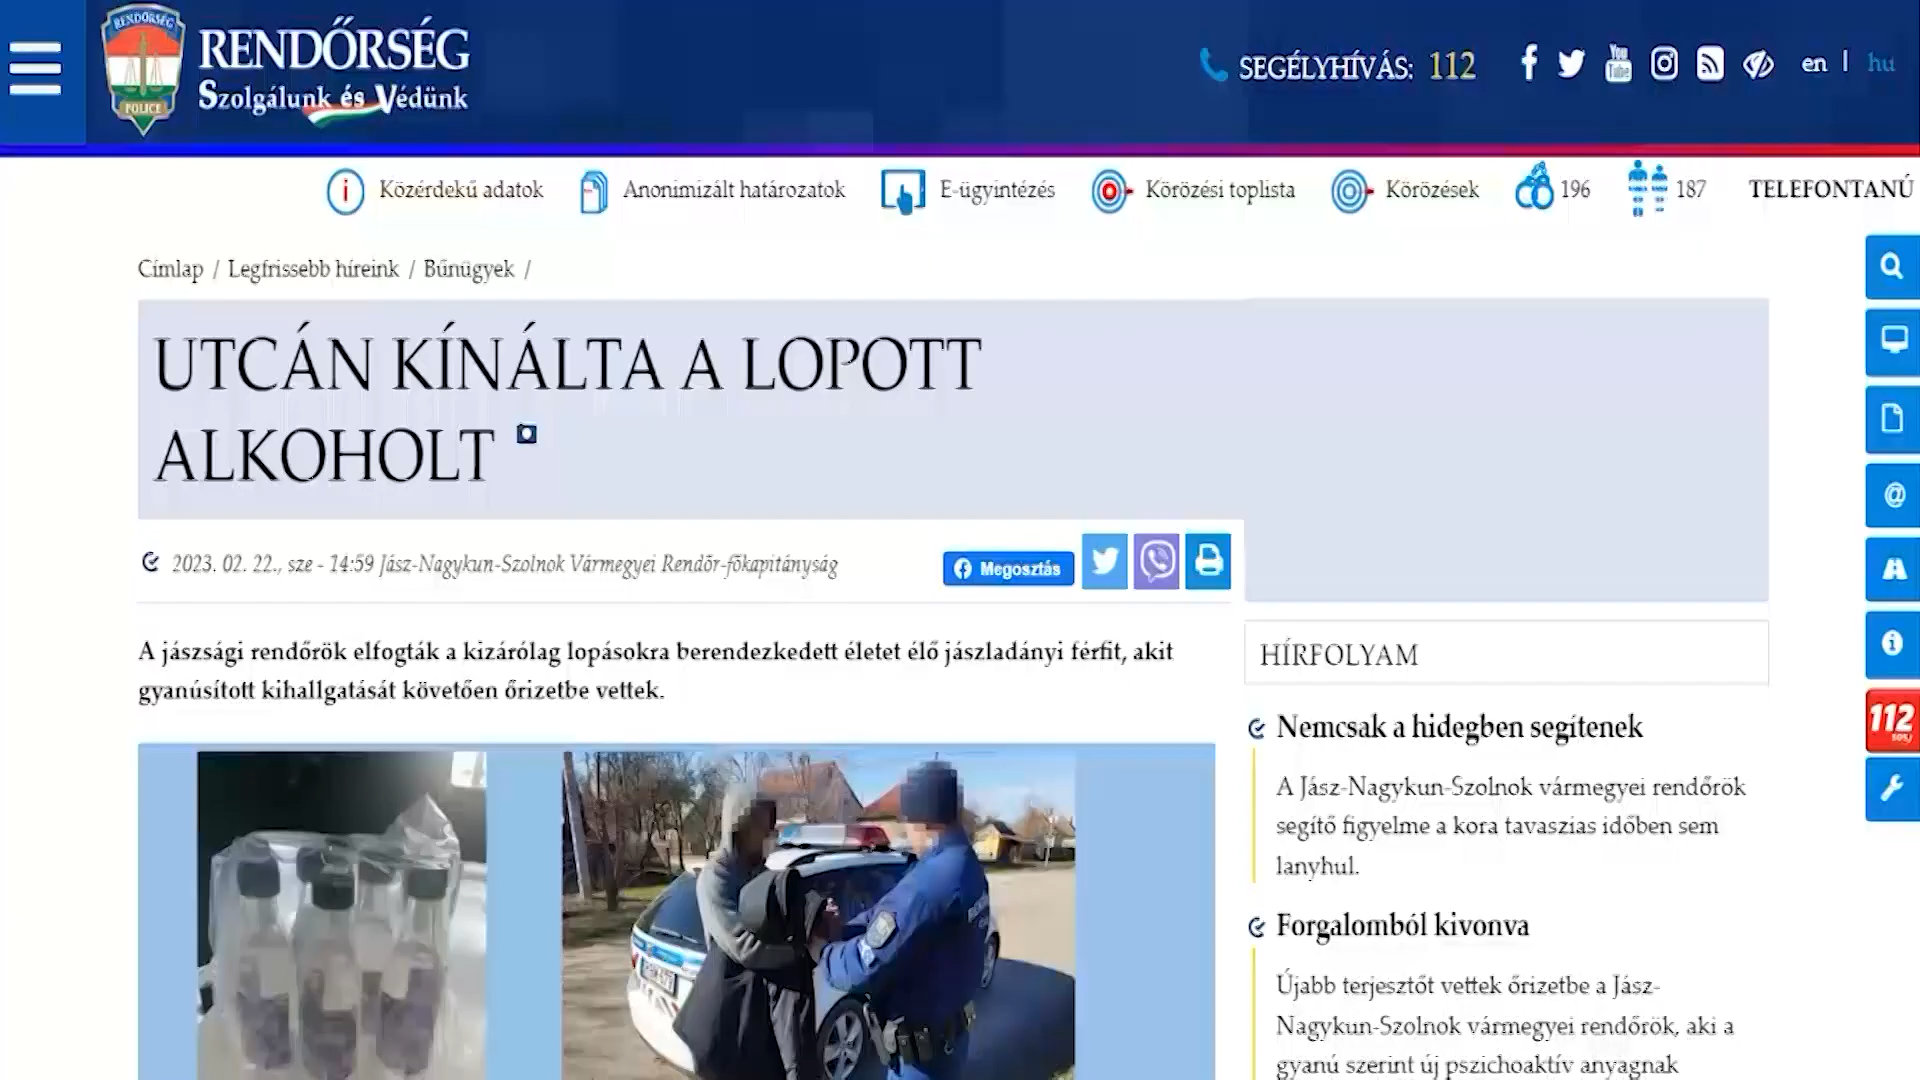 RENDŐRSÉG
POLICE
RENDŐRSÉG
Szolgálunk és Védünk
SEGÉLYHÍVÁS: 112
You Tube
en | hu
Közérdekű adatok
Anonimizált határozatok
E-ügyintézés
Körözési toplista
Körözések
196
187
TELEFONTANÚ
Címlap / Legfrissebb híreink / Bűnügyek /
UTCÁN KÍNÁLTA A LOPOTT
ALKOHOLT
2023. 02. 22., sze - 14:59 Jász-Nagykun-Szolnok Vármegyei Rendőr-főkapitányság
Megosztás
A jászsági rendőrök elfogták a kizárólag lopásokra berendezkedett életet élő jászladányi férfit, akit
gyanúsított kihallgatását követően őrizetbe vettek.
HÍRFOLYAM
Nemcsak a hidegben segítenek
A Jász-Nagykun-Szolnok vármegyei rendőrök
segítő figyelme a kora tavaszias időben sem
lanyhul.
Forgalomból kivonva
Újabb terjesztőt vettek őrizetbe a Jász-
Nagykun-Szolnok vármegyei rendőrök, aki a
gyanú szerint új pszichoaktív anyagnak
112